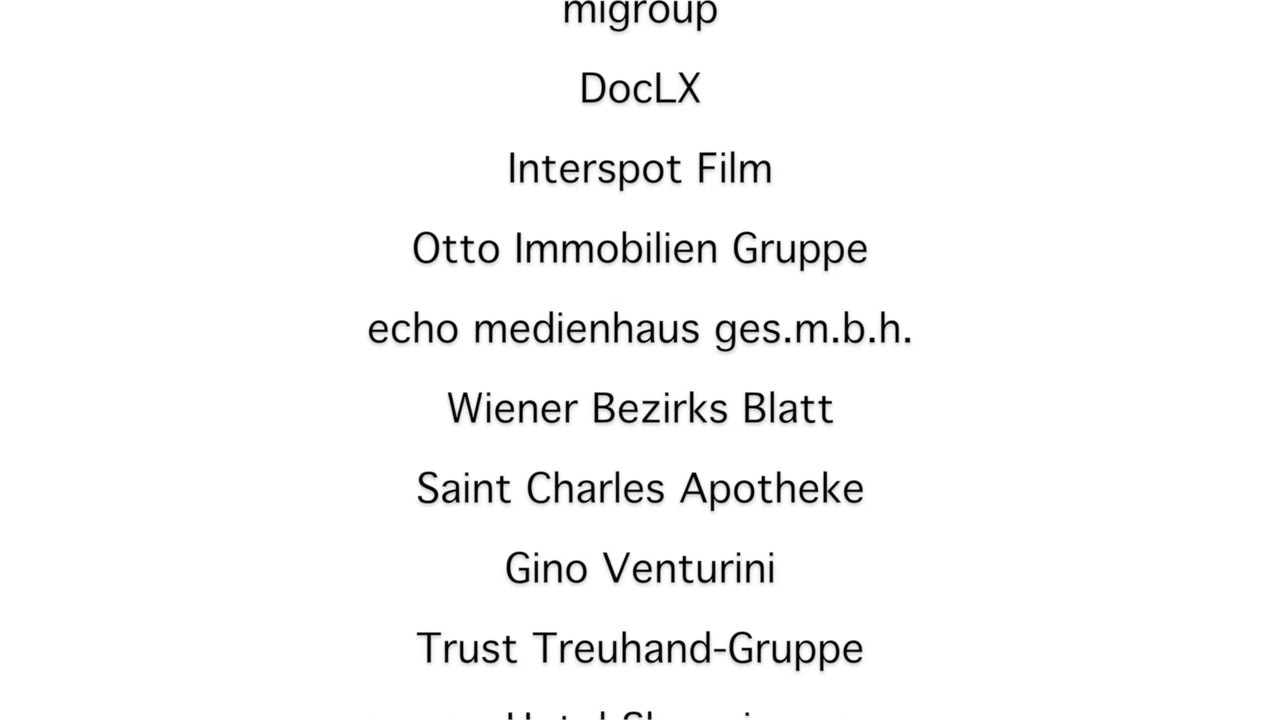 migroup
DocLX
Interspot Film
Otto Immobilien Gruppe
echo medienhaus ges.m.b.h.
Wiener Bezirks Blatt
Saint Charles Apotheke
Gino Venturini
Trust Treuhand-Gruppe
Hotel